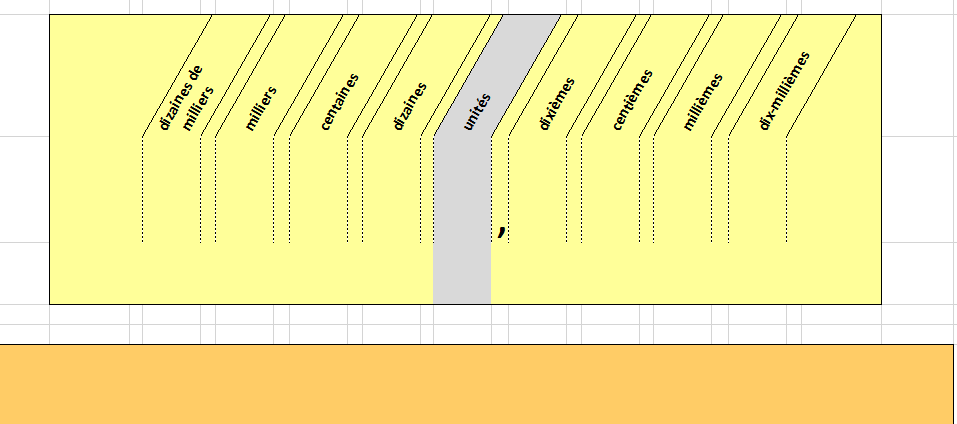 dizaines de
milliers
milliers
centaines
dizaines
unités
dixièmes
centièmes
millièmes
dix-millièmes
,